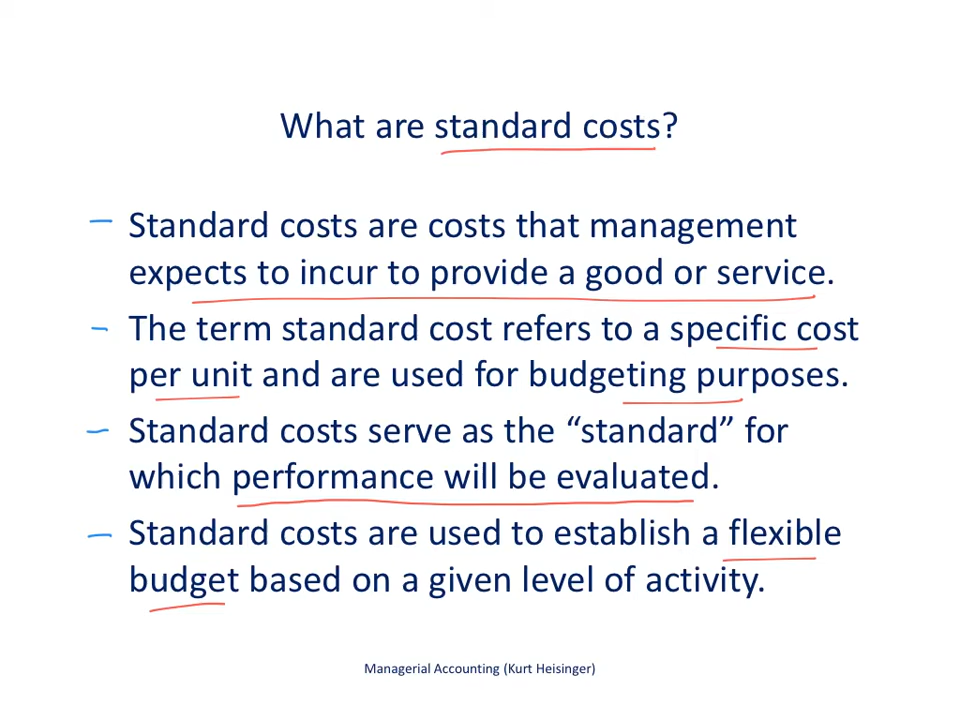 What are standard costs?
Standard costs are costs that management
expects to incur to provide a good or service.
The term standard cost refers to a specific cost
per unit and are used for budgeting purposes.
Standard costs serve as the “standard” for
which performance will be evaluated.
Standard costs are used to establish a flexible
budget based on a given level of activity.
Managerial Accounting (Kurt Heisinger)